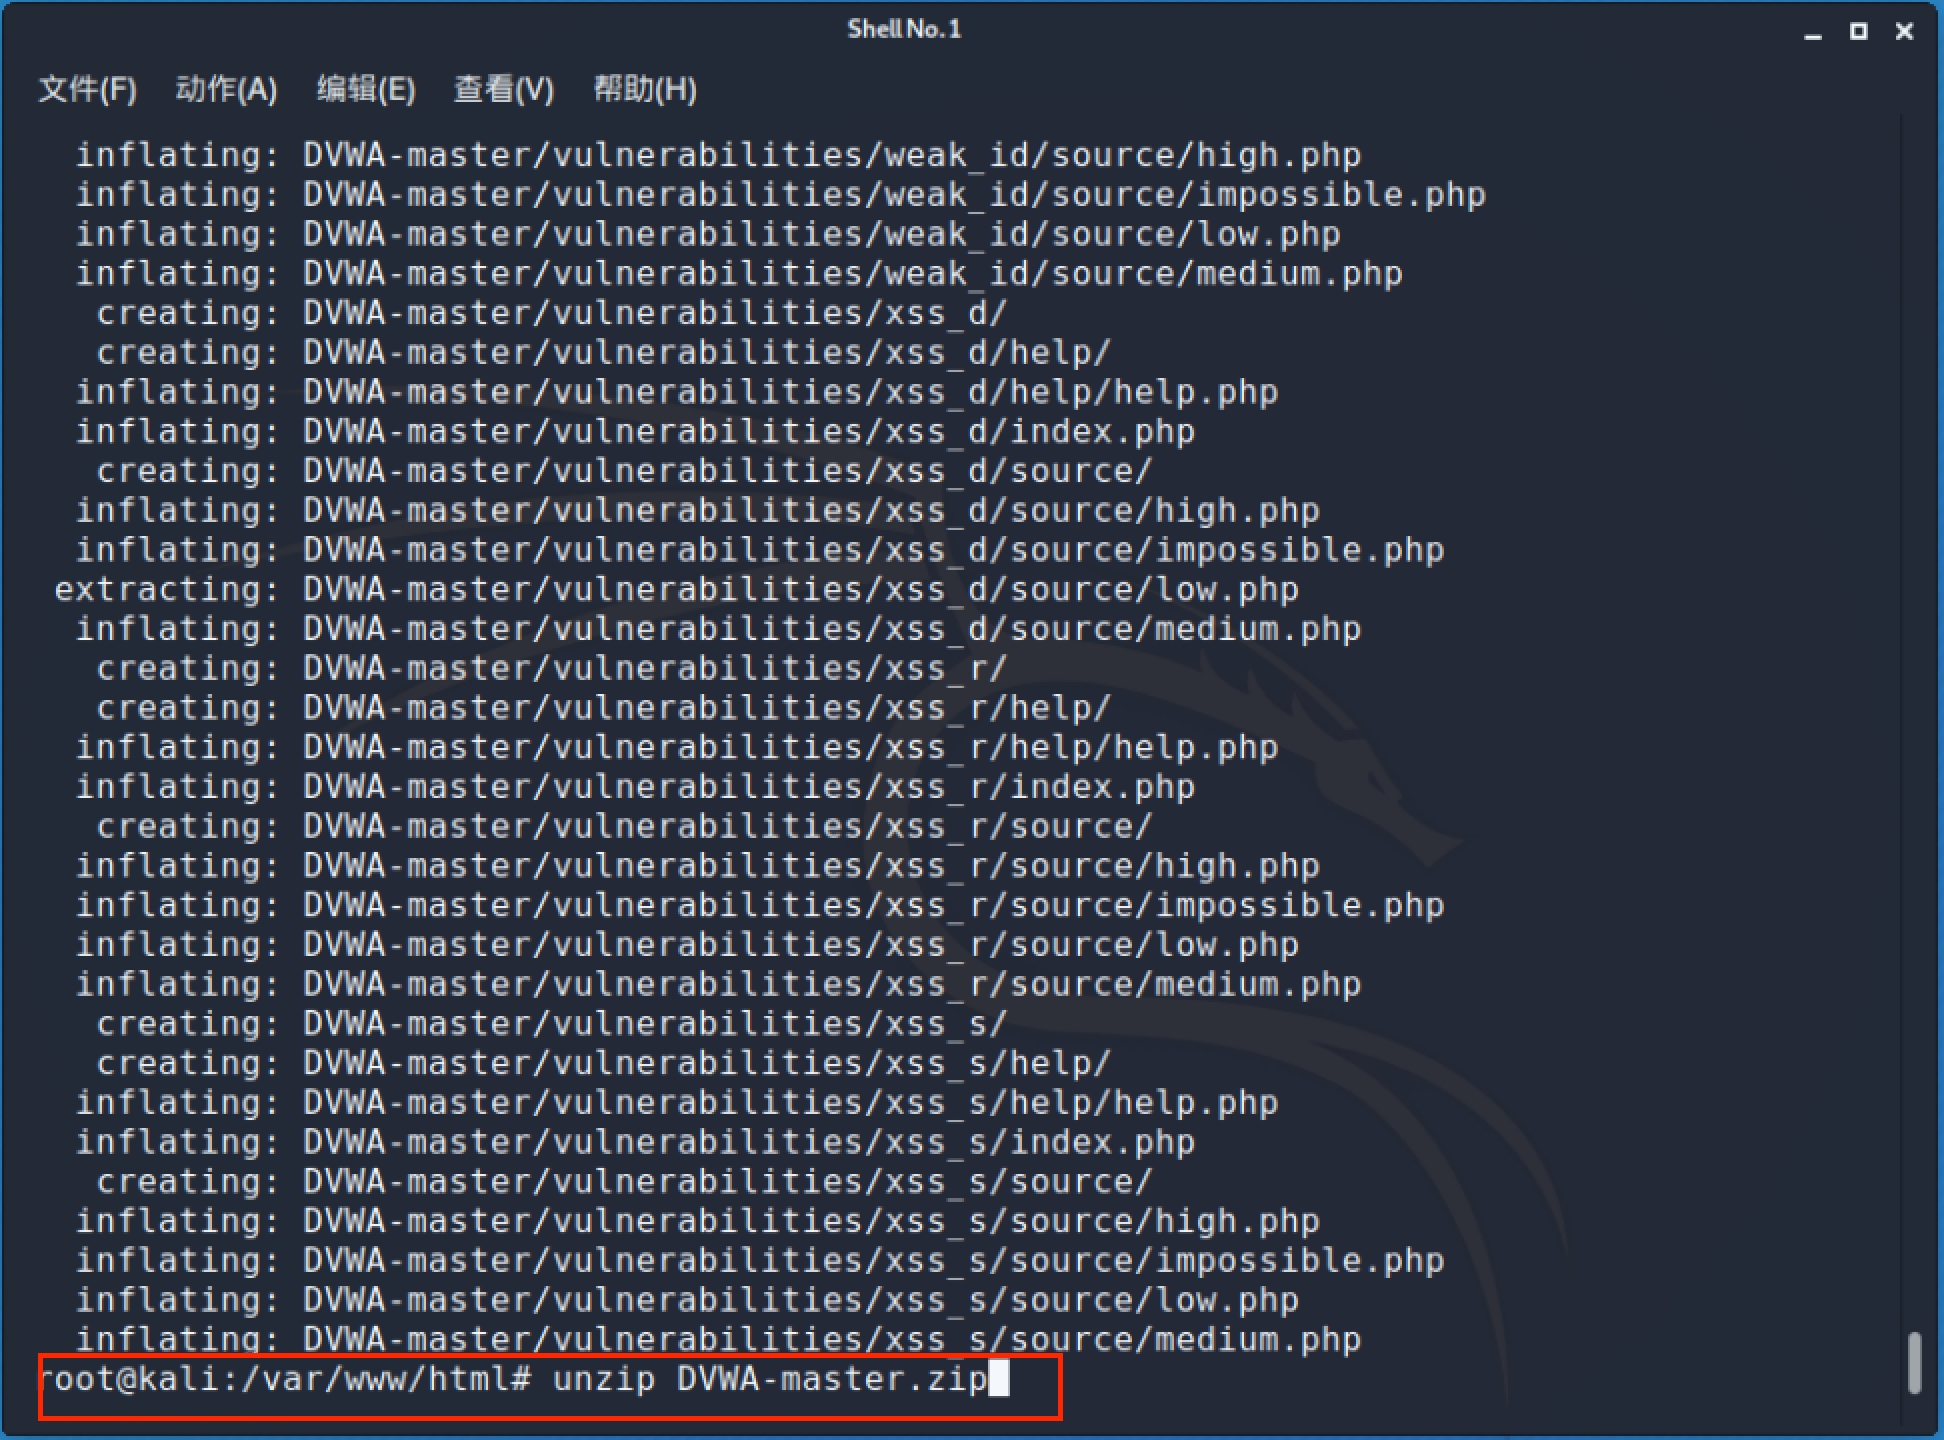 Shell No.1
文件(F) 动作(A) 编辑(E) 查看(V) 帮助(H)
inflating: DVWA-master/vulnerabilities/weak_id/source/high.php
inflating: DVWA-master/vulnerabilities/weak_id/source/impossible.php
inflating: DVWA-master/vulnerabilities/weak_id/source/low.php
inflating: DVWA-master/vulnerabilities/weak_id/source/medium.php
creating: DVWA-master/vulnerabilities/xss_d/
creating: DVWA-master/vulnerabilities/xss_d/help/
inflating: DVWA-master/vulnerabilities/xss_d/help/help.php
inflating: DVWA-master/vulnerabilities/xss_d/index.php
creating: DVWA-master/vulnerabilities/xss_d/source/
inflating: DVWA-master/vulnerabilities/xss_d/source/high.php
inflating: DVWA-master/vulnerabilities/xss_d/source/impossible.php
extracting: DVWA-master/vulnerabilities/xss_d/source/low.php
inflating: DVWA-master/vulnerabilities/xss_d/source/medium.php
creating: DVWA-master/vulnerabilities/xss_r/
creating: DVWA-master/vulnerabilities/xss_r/help/
inflating: DVWA-master/vulnerabilities/xss_r/help/help.php
inflating: DVWA-master/vulnerabilities/xss_r/index.php
creating: DVWA-master/vulnerabilities/xss_r/source/
inflating: DVWA-master/vulnerabilities/xss_r/source/high.php
inflating: DVWA-master/vulnerabilities/xss_r/source/impossible.php
inflating: DVWA-master/vulnerabilities/xss_r/source/low.php
inflating: DVWA-master/vulnerabilities/xss_r/source/medium.php
creating: DVWA-master/vulnerabilities/xss_s/
creating: DVWA-master/vulnerabilities/xss_s/help/
inflating: DVWA-master/vulnerabilities/xss_s/help/help.php
inflating: DVWA-master/vulnerabilities/xss_s/index.php
creating: DVWA-master/vulnerabilities/xss_s/source/
inflating: DVWA-master/vulnerabilities/xss_s/source/high.php
inflating: DVWA-master/vulnerabilities/xss_s/source/impossible.php
inflating: DVWA-master/vulnerabilities/xss_s/source/low.php
inflating: DVWA-master/vulnerabilities/xss_s/source/medium.php
root@kali:/var/www/html# unzip DVWA-master.zip